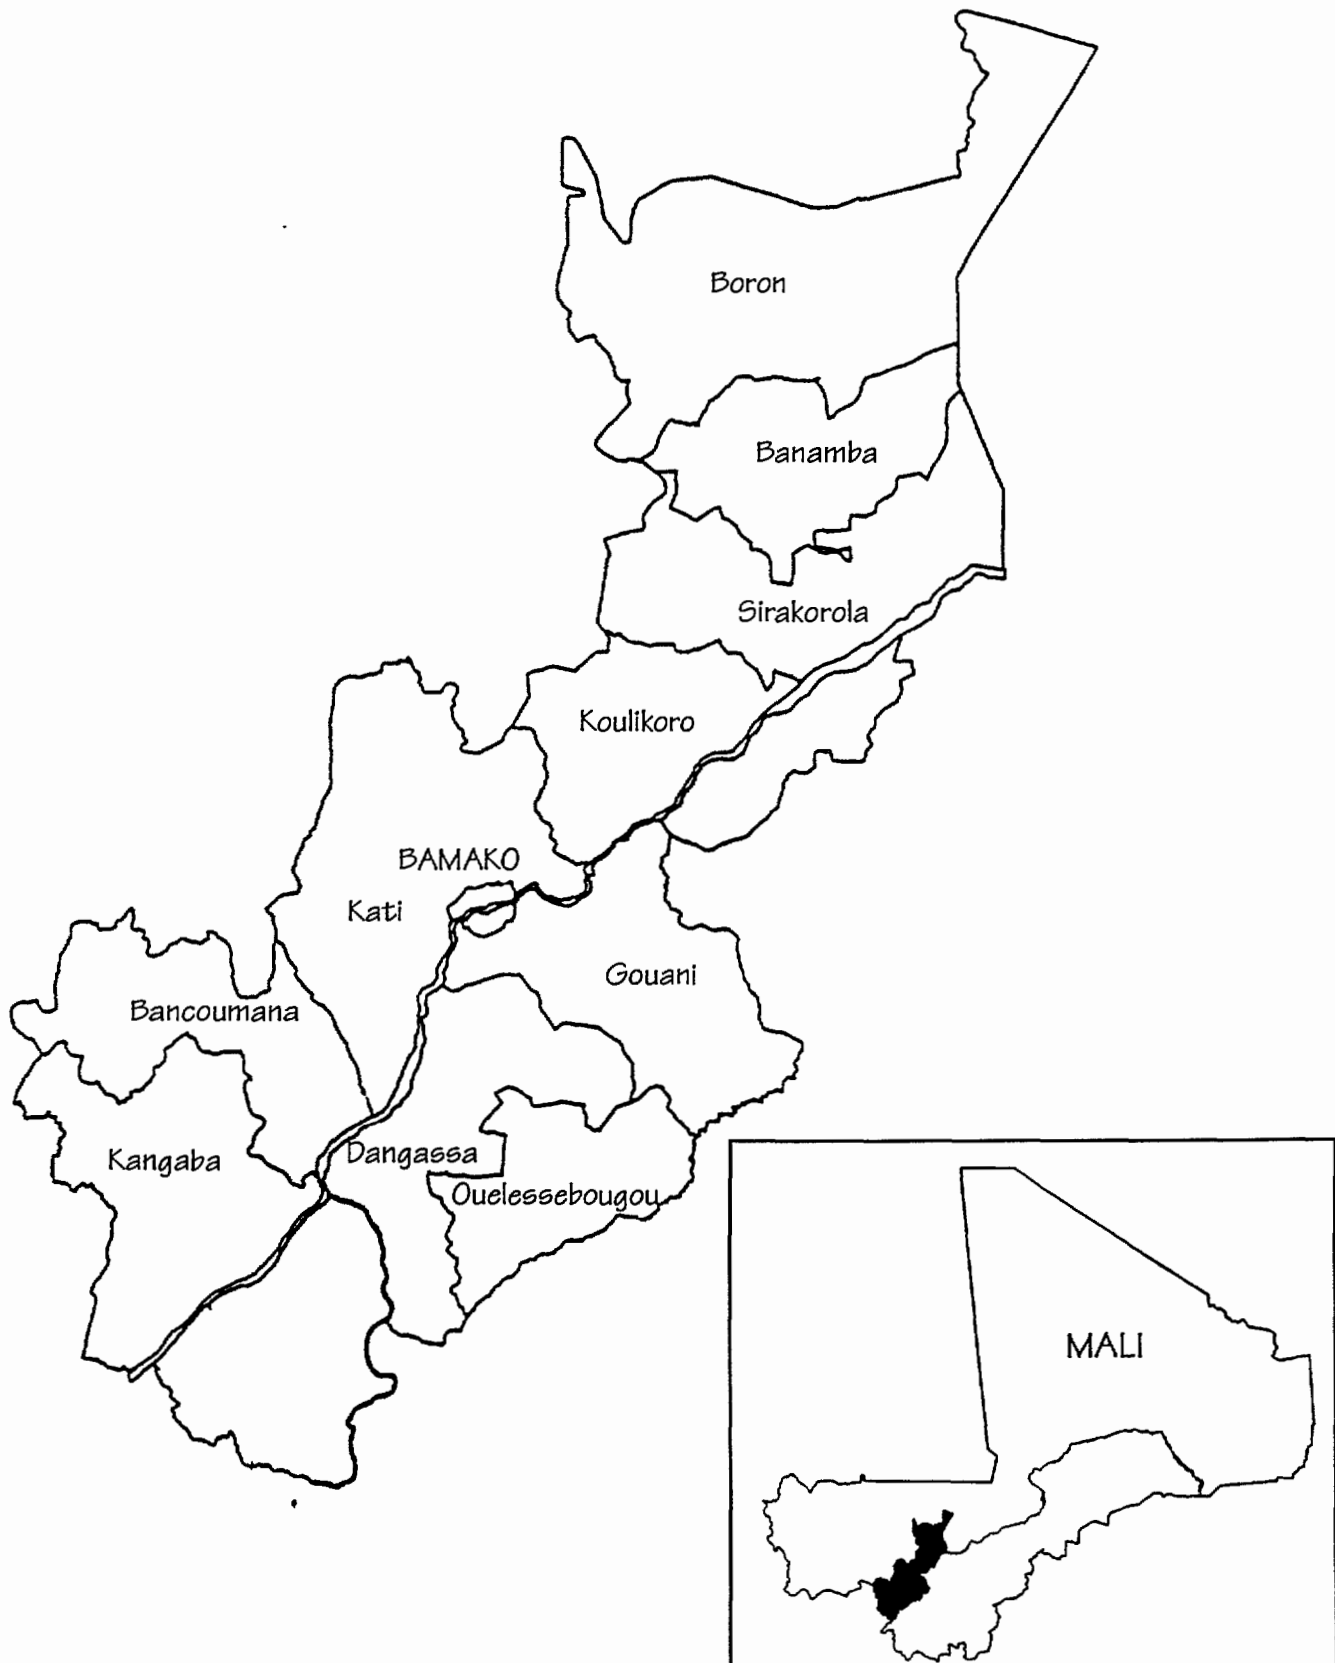 Boron
Banamba
Sirakorola
Koulikoro
BAMAKO
Kati
Gouani
Bancoumana
Dangassa
Kangaba
Ouelessebougou
MALI